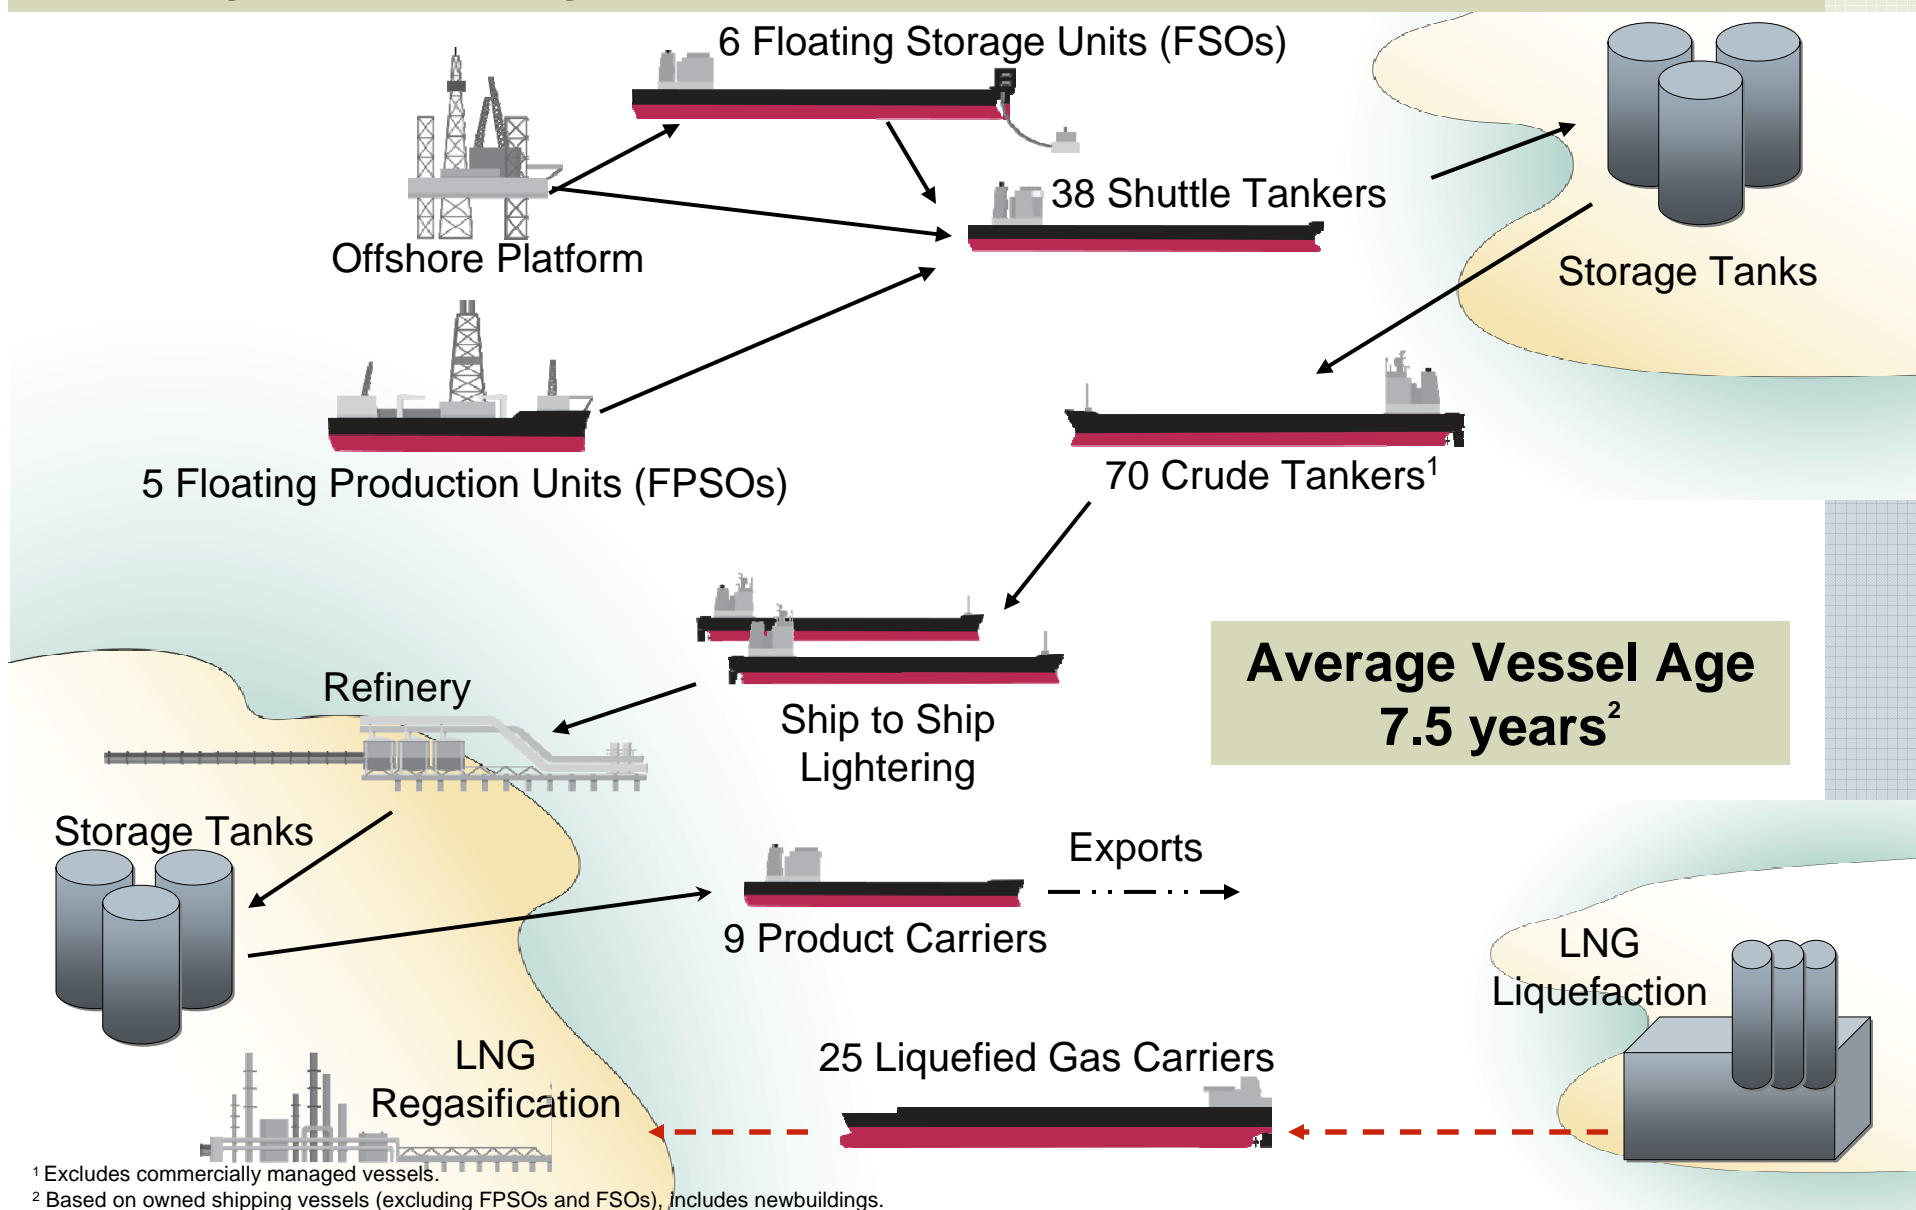 6 Floating Storage Units (FSOs)
38 Shuttle Tankers
Offshore Platform
Storage Tanks
5 Floating Production Units (FPSOs)
70 Crude Tankers¹
Average Vessel Age
7.5 years²
Refinery
Ship to Ship
Lightering
Storage Tanks
Exports
9 Product Carriers
LNG
Liquefaction
LNG
Regasification
25 Liquefied Gas Carriers
¹ Excludes commercially managed vessels.
² Based on owned shipping vessels (excluding FPSOs and FSOs), includes newbuildings.